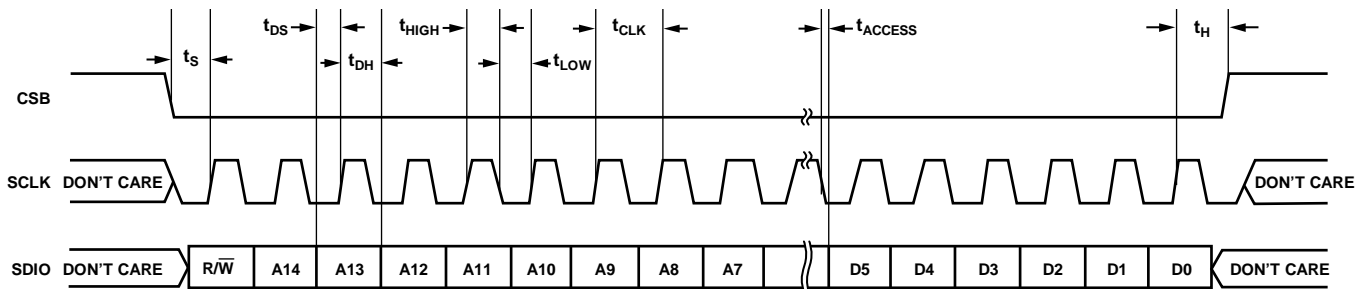 tDS tHIGH tCLK tACCESS tH
tS tDH tLOW
CSB
SCLK DON'T CARE DON'T CARE
SDIO DON'T CARE R/W̅ A14 A13 A12 A11 A10 A9 A8 A7 D5 D4 D3 D2 D1 D0 DON'T CARE